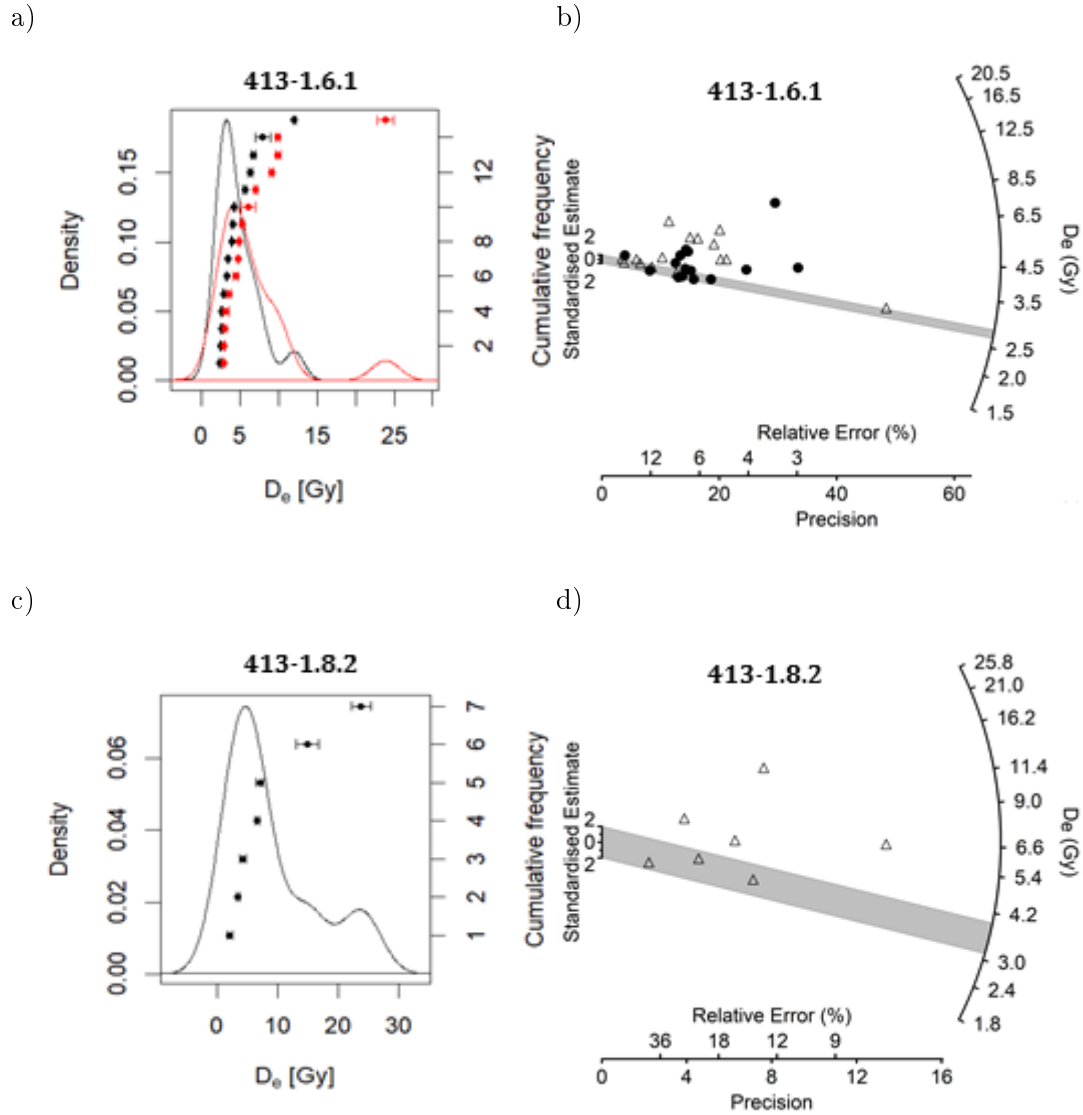 a)
413-1.6.1
0.00 0.05 0.10 0.15
Density
2 4 6 8 12
Cumulative frequency
0 5 15 25
De [Gy]
b)
413-1.6.1
Standardised Estimate
2
0
2
20.5
16.5
12.5
8.5
6.5
4.5
3.5
2.5
2.0
1.5
De (Gy)
Relative Error (%)
12 6 4 3
0 20 40 60
Precision
c)
413-1.8.2
0.00 0.02 0.04 0.06
Density
1 2 3 4 5 6 7
Cumulative frequency
0 10 20 30
De [Gy]
d)
413-1.8.2
Standardised Estimate
2
0
2
25.8
21.0
16.2
11.4
9.0
6.6
5.4
4.2
3.0
2.4
1.8
De (Gy)
Relative Error (%)
36 18 12 9
0 4 8 12 16
Precision